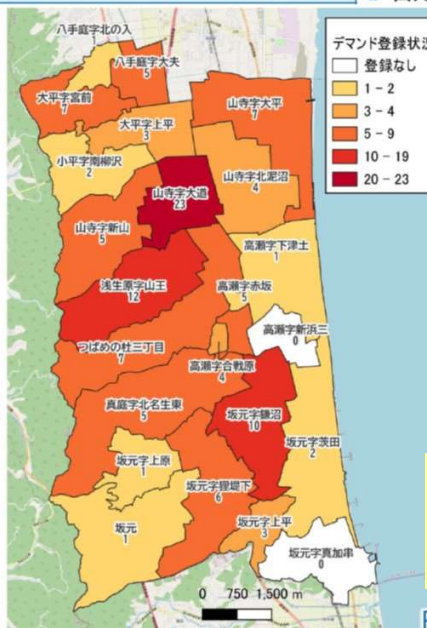 デマンド登録状況
登録なし
1 - 2
3 - 4
5 - 9
10 - 19
20 - 23
八手庭字北の入
1
八手庭字大夫
5
大平字宮前
7
山寺字大平
7
大平字上平
3
小平字南柳沢
2
山寺字北泥沼
4
山寺字大道
23
山寺字新山
5
高瀬字下津土
1
浅生原字山王
12
高瀬字赤坂
5
高瀬字新浜三
0
つばめの杜三丁目
7
高瀬字合戦原
4
真庭字北名生東
5
坂元字鎌沼
10
坂元字茨田
2
坂元字上原
1
坂元字狸堤下
6
坂元
1
坂元字上平
3
坂元字真加串
0
0 750 1,500 m